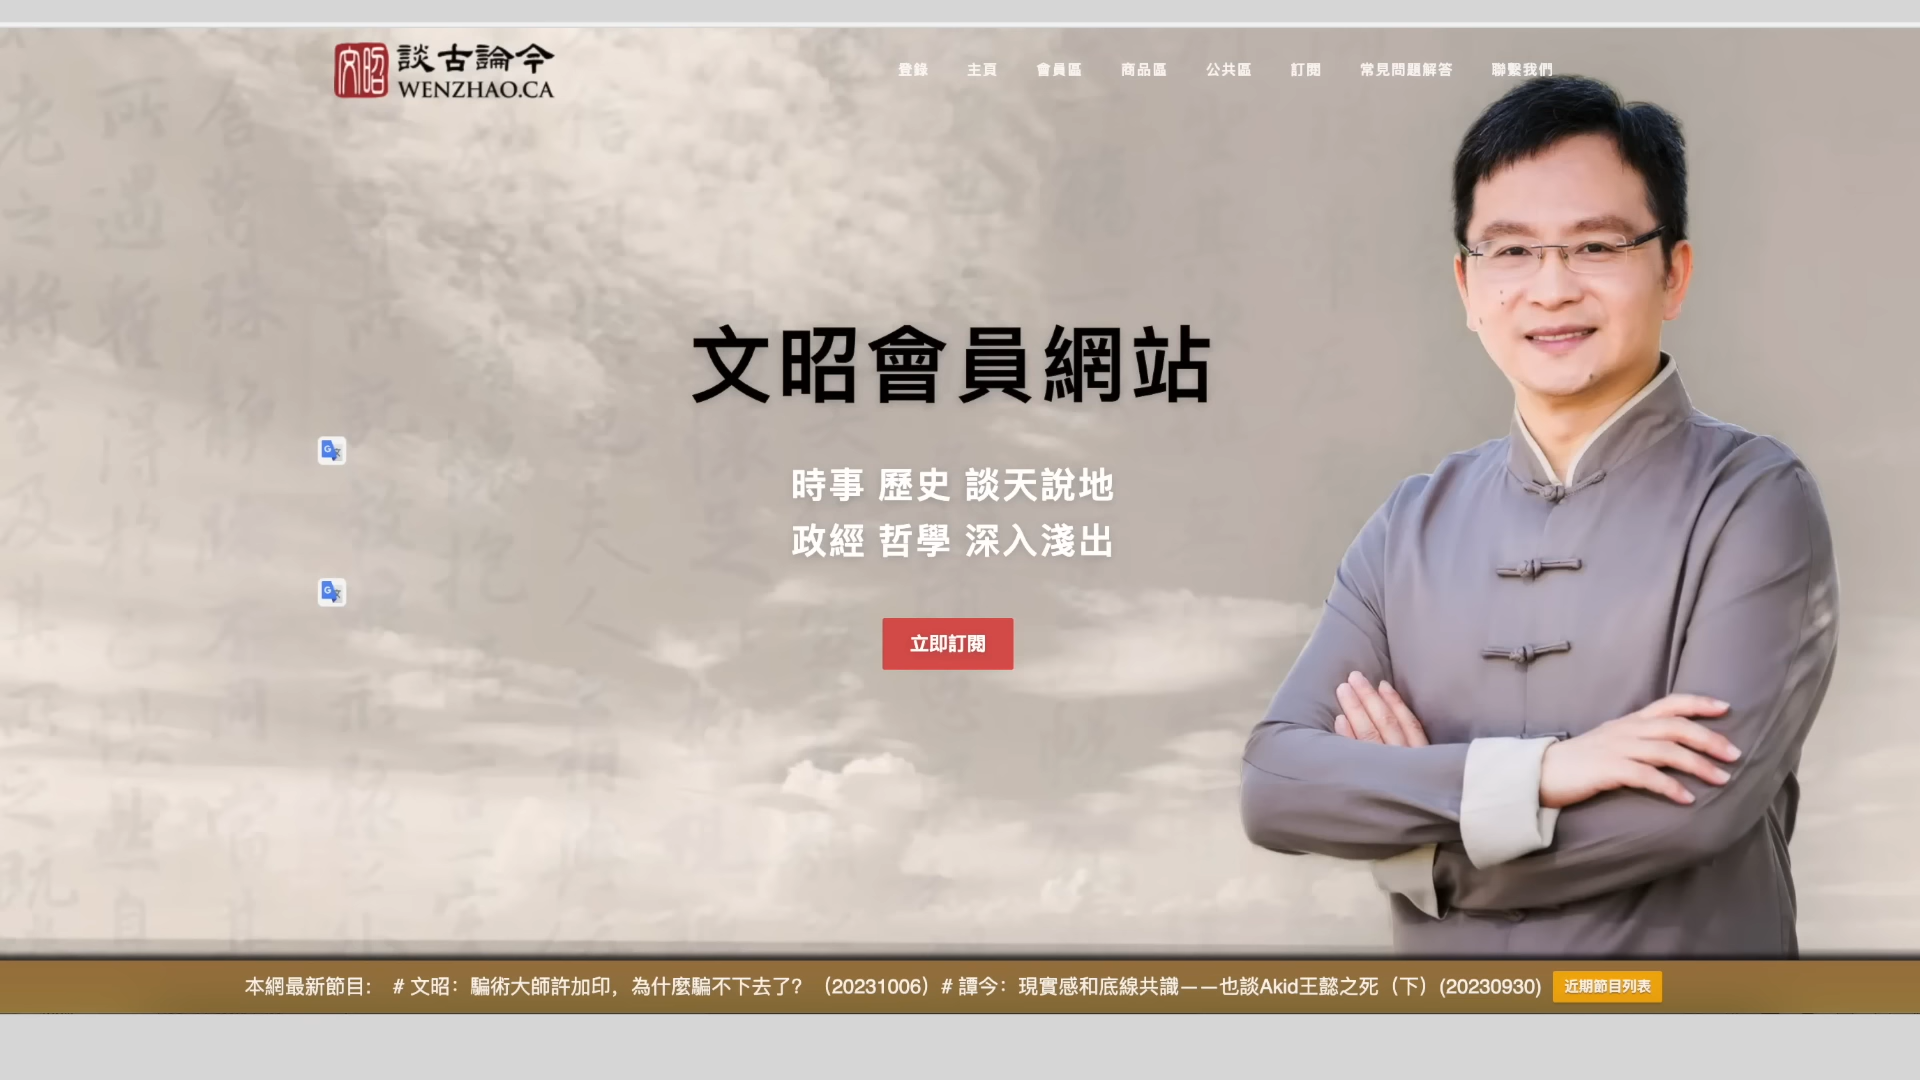 文昭 談古論今
WENZHAO.CA
登錄 主頁 會員區 商品區 公共區 訂閱 常見問題解答 聯繫我們
文昭會員網站
時事 歷史 談天說地
政經 哲學 深入淺出
立即訂閱
本網最新節目： # 文昭：騙術大師許加印，為什麼騙不下去了？（20231006）# 譚今：現實感和底線共識——也談Akid王懿之死（下）(20230930) 近期節目列表